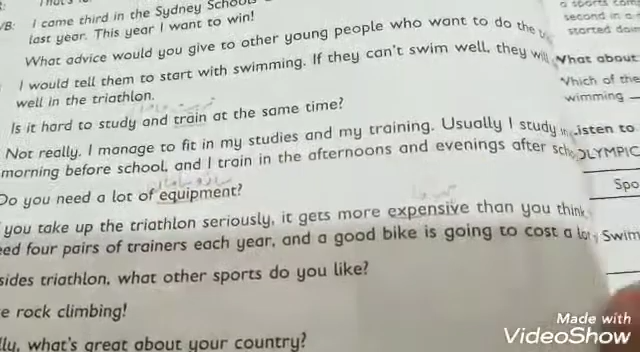 /B: I came third in the Sydney Schools
last year. This year I want to win!
What advice would you give to other young people who want to do the
I would tell them to start with swimming. If they can't swim well, they
well in the triathlon.
Is it hard to study and train at the same time?
Not really. I manage to fit in my studies and my training. Usually I study
morning before school, and I train in the afternoons and evenings after
Do you need a lot of equipment?
you take up the triathlon seriously, it gets more expensive than you think
eed four pairs of trainers each year, and a good bike is going to cost a lot
sides triathlon, what other sports do you like?
e rock climbing!
lly, what's great about your country?
a sports
second in a
started
What about
Which of the
wimming
isten to
OLYMPIC
Spo
Swim
Made with
VideoShow